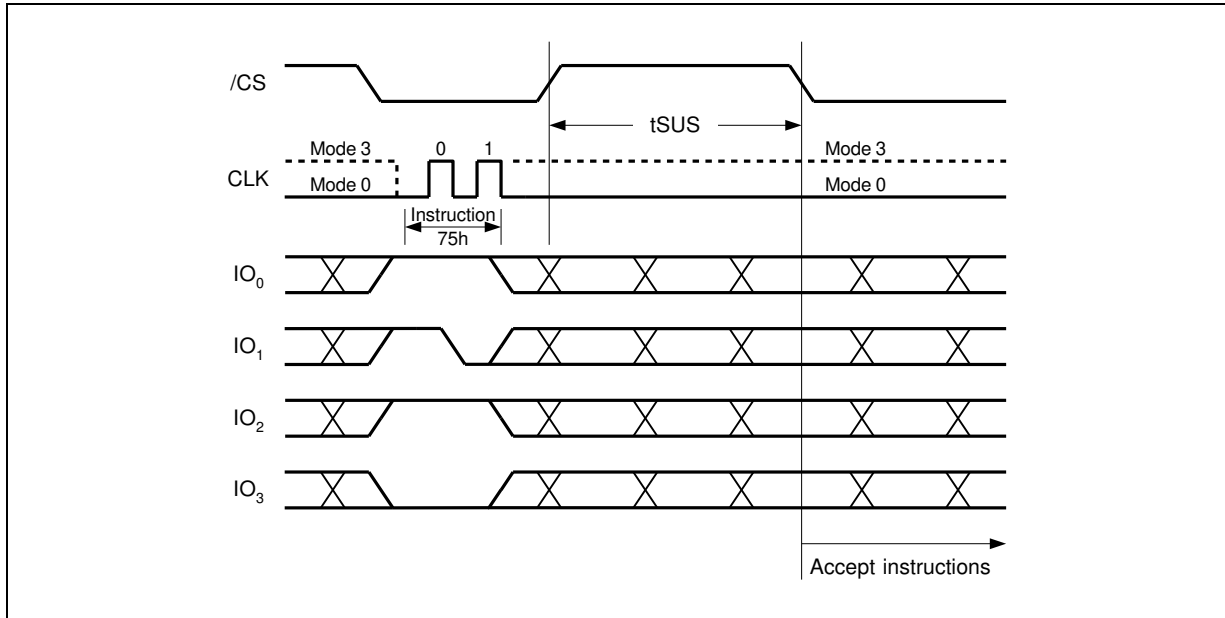 /CS
tSUS
Mode 3 0 1 Mode 3
CLK
Mode 0 Mode 0
Instruction
75h
IO0
IO1
IO2
IO3
Accept instructions